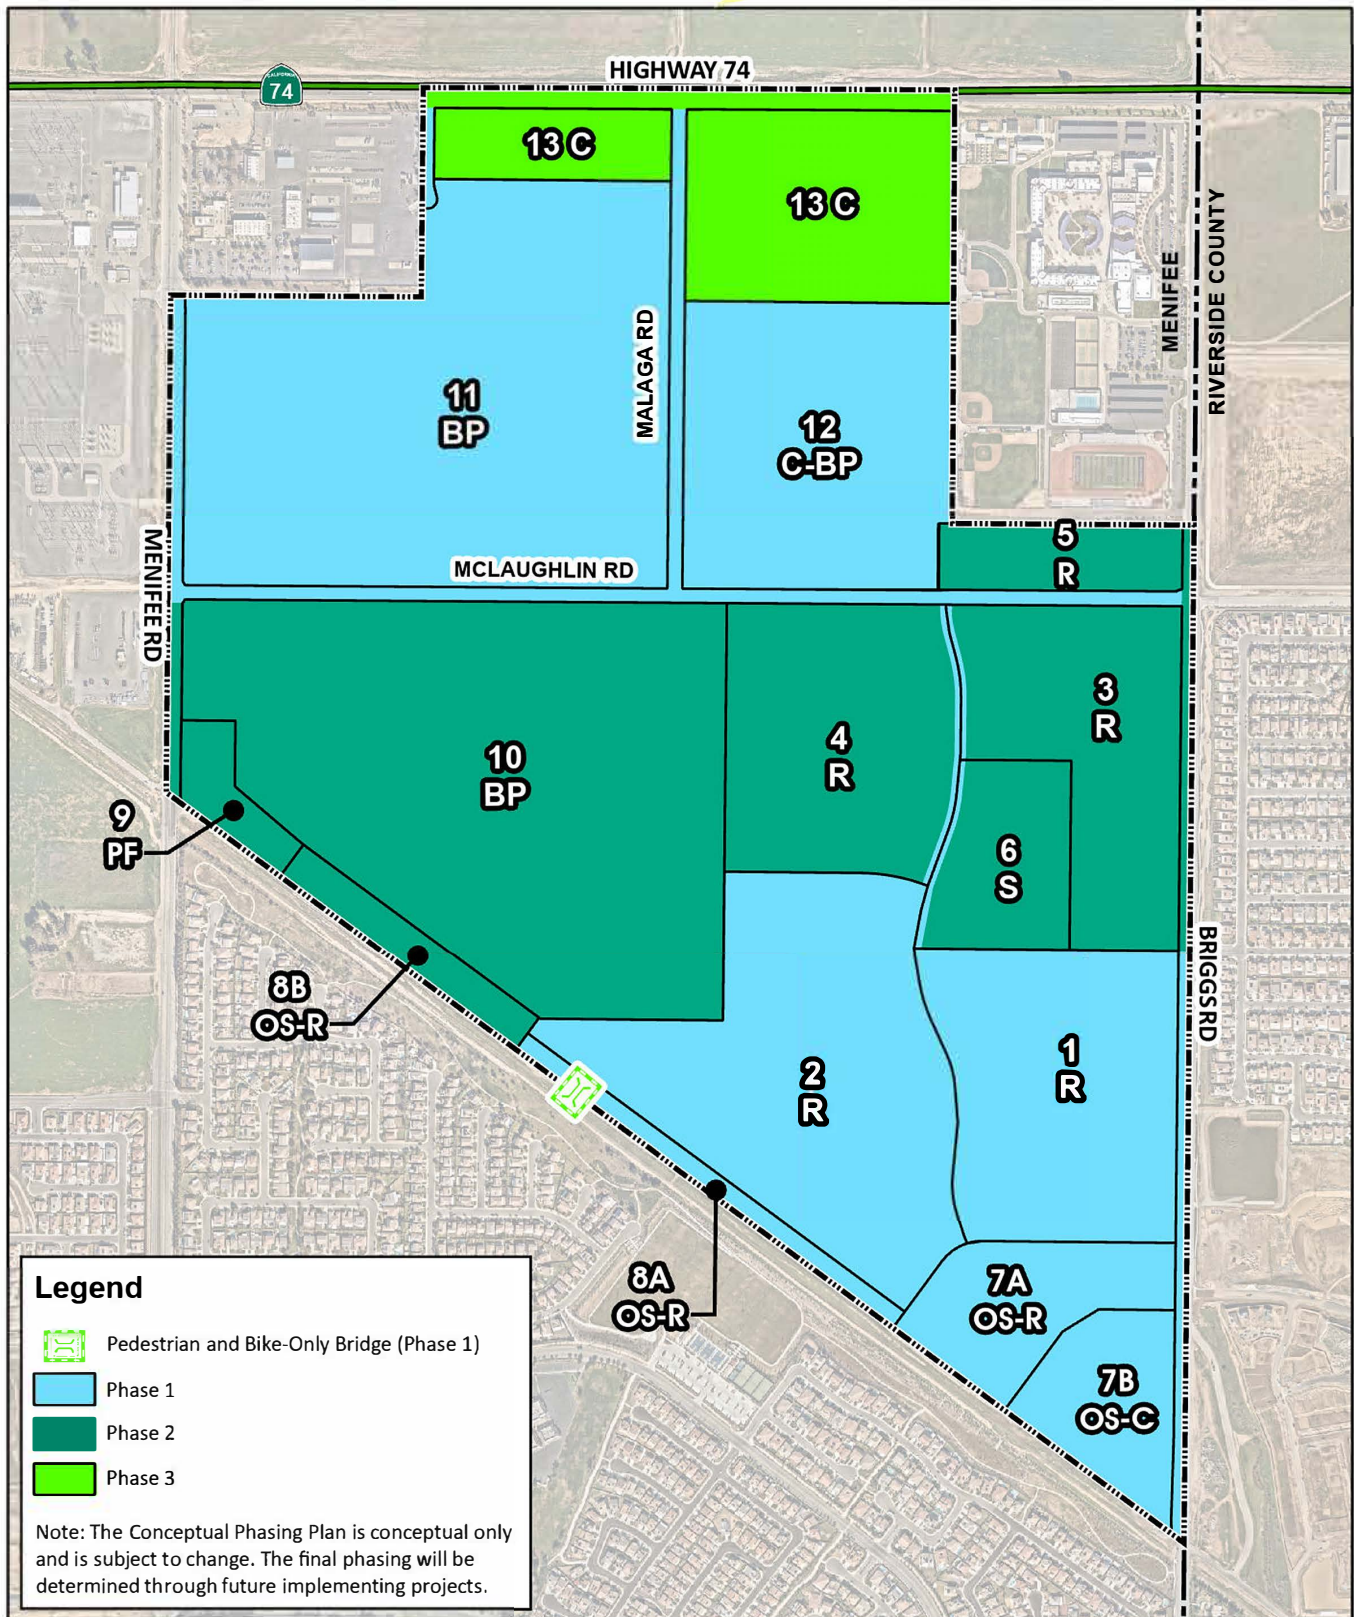 HIGHWAY 74
CALIFORNIA
74
13 C
13 C
MENIFEE
RIVERSIDE COUNTY
MALAGA RD
11
BP
12
C-BP
5
R
MENIFEE RD
MCLAUGHLIN RD
3
R
4
R
10
BP
9
PF
6
S
8B
OS-R
BRIGGS RD
2
R
1
R
8A
OS-R
7A
OS-R
7B
OS-C
Legend
Pedestrian and Bike-Only Bridge (Phase 1)
Phase 1
Phase 2
Phase 3
Note: The Conceptual Phasing Plan is conceptual only
and is subject to change. The final phasing will be
determined through future implementing projects.